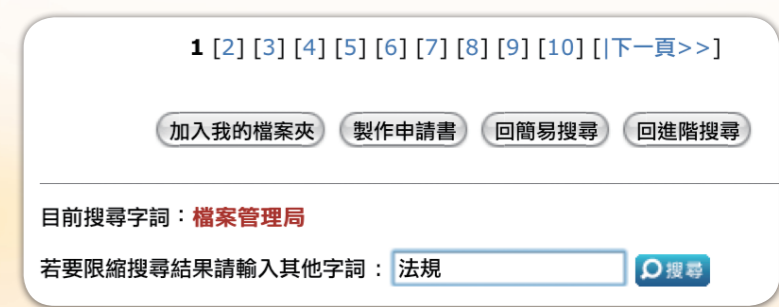 1 [2] [3] [4] [5] [6] [7] [8] [9] [10] [|下一頁>>]
加入我的檔案夾 製作申請書 回簡易搜尋 回進階搜尋
目前搜尋字詞：檔案管理局
若要限縮搜尋結果請輸入其他字詞： 法規 搜尋